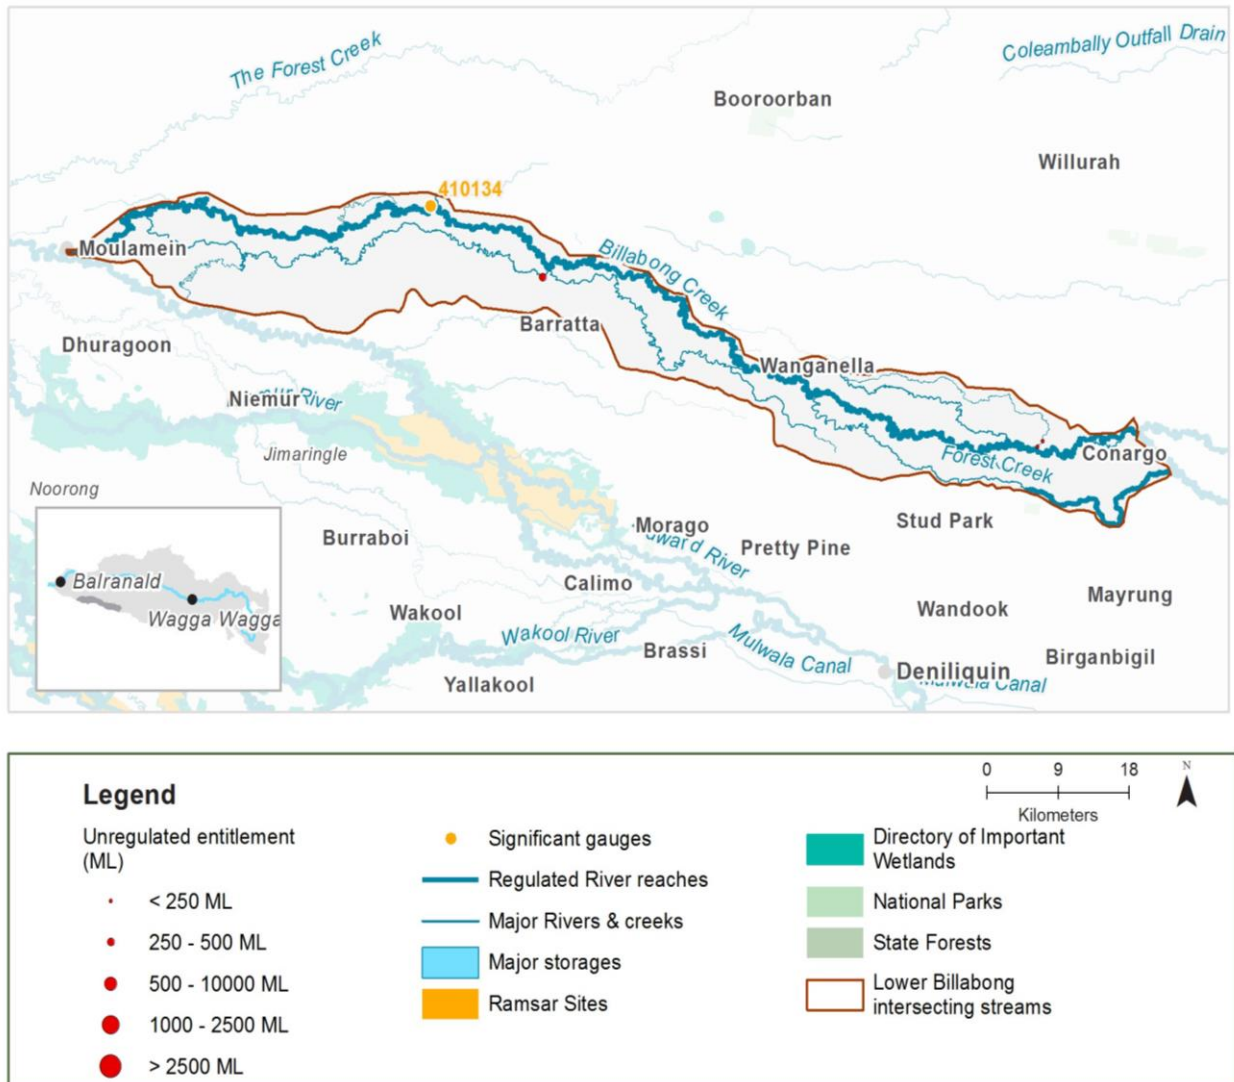 The Forest Creek
Coleambally Outfall Drain
Booroorban
Willurah
410134
Moulamein
Billabong Creek
Barratta
Dhuragoon
Wanganella
Niemur River
Jimaringle
Forest Creek
Conargo
Noorong
Stud Park
Morago
Burraboi
Pretty Pine
Edward River
Calimo
Balranald
Wagga Wagga
Wakool
Wandook
Mayrung
Wakool River
Brassi
Mulwala Canal
Birganbigil
Deniliquin
Mulwala Canal
Yallakool
Legend
Unregulated entitlement
(ML)
< 250 ML
250 - 500 ML
500 - 10000 ML
1000 - 2500 ML
> 2500 ML
Significant gauges
Regulated River reaches
Major Rivers & creeks
Major storages
Ramsar Sites
0 9 18
Kilometers
N
Directory of Important
Wetlands
National Parks
State Forests
Lower Billabong
intersecting streams